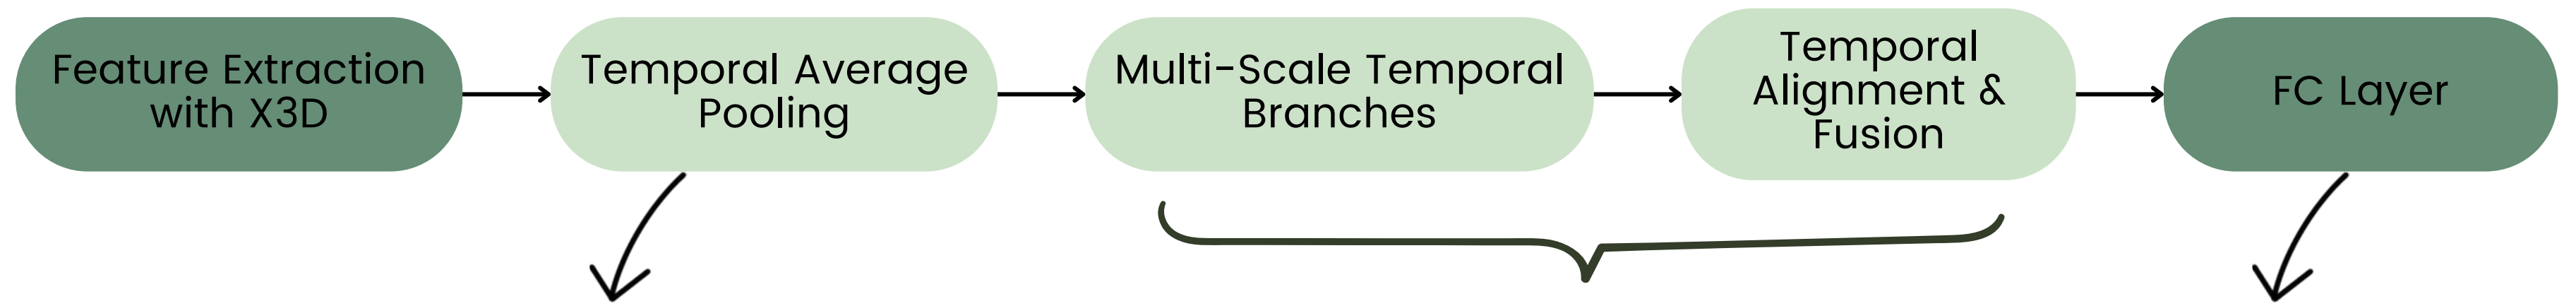 Feature Extraction
with X3D
Temporal Average
Pooling
Multi-Scale Temporal
Branches
Temporal
Alignment &
Fusion
FC Layer